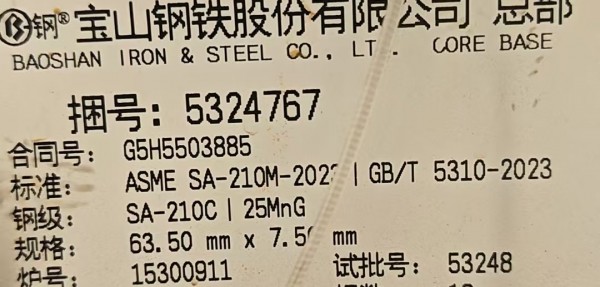 宝钢® 宝山钢铁股份有限公司 总部
BAOSHAN IRON & STEEL CO., LT. CORE BASE
捆号: 5324767
合同号: G5H5503885
标准: ASME SA-210M-202 | GB/T 5310-2023
钢级: SA-210C | 25MnG
规格: 63.50 mm x 7.5 mm
炉号: 15300911 试批号: 53248